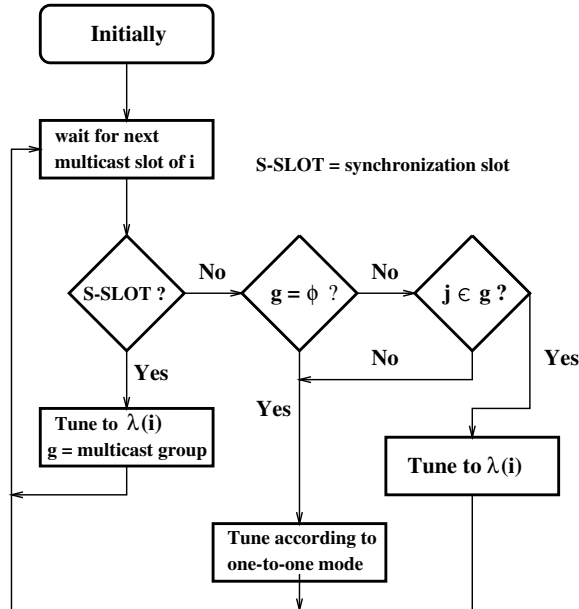 Initially
wait for next
multicast slot of i
S-SLOT = synchronization slot
S-SLOT ?
No
g = ϕ ?
No
j ∈ g ?
Yes
No
Yes
Yes
Tune to λ(i)
g = multicast group
Tune to λ(i)
Tune according to
one-to-one mode